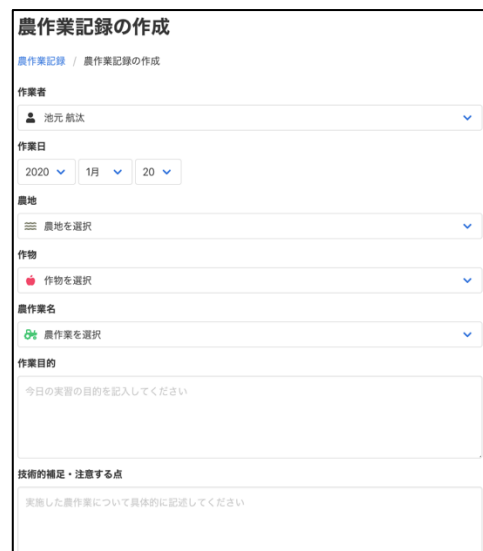 農作業記録の作成
農作業記録 / 農作業記録の作成
作業者
池元 航汰
作業日
2020 1月 20
農地
農地を選択
作物
作物を選択
農作業名
農作業を選択
作業目的
今日の実習の目的を記入してください
技術的補足・注意する点
実施した農作業について具体的に記述してください